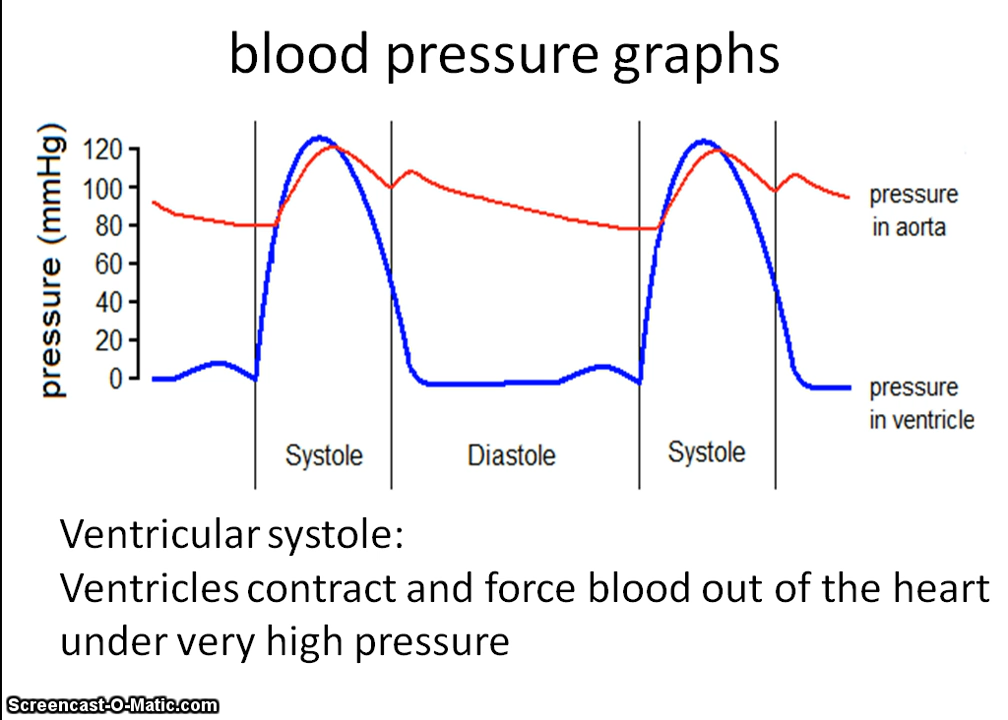 blood pressure graphs
pressure (mmHg)
120
100
80
60
40
20
0
pressure
in aorta
pressure
in ventricle
Systole
Diastole
Systole
Ventricular systole:
Ventricles contract and force blood out of the heart
under very high pressure
Screencast-O-Matic.com